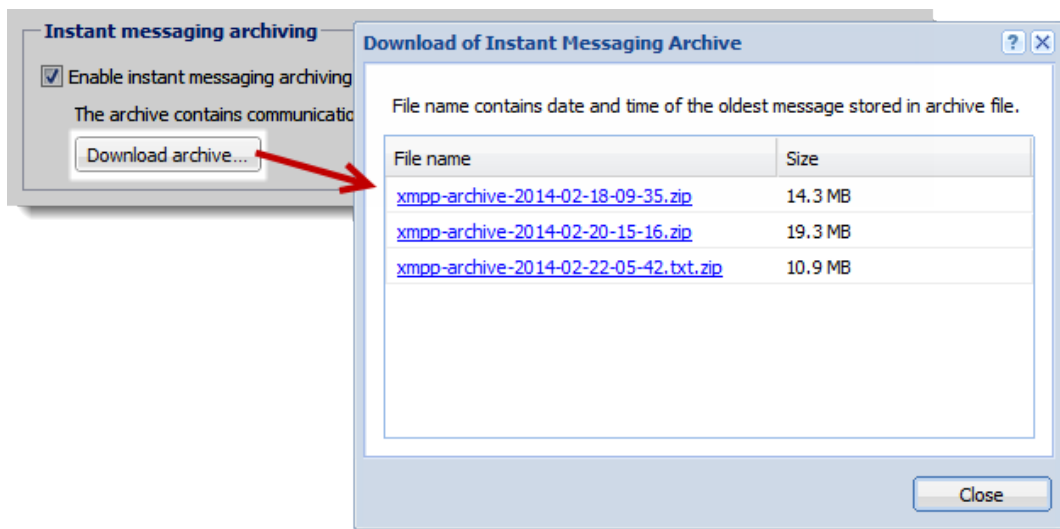 Instant messaging archiving
Enable instant messaging archiving
The archive contains
Download archive...
Download of Instant Messaging Archive
?
File name contains date and time of the oldest message stored in archive file.
File name Size
xmpp-archive-2014-02-18-09-35.zip 14.3 MB
xmpp-archive-2014-02-20-15-16.zip 19.3 MB
xmpp-archive-2014-02-22-05-42.txt.zip 10.9 MB
Close